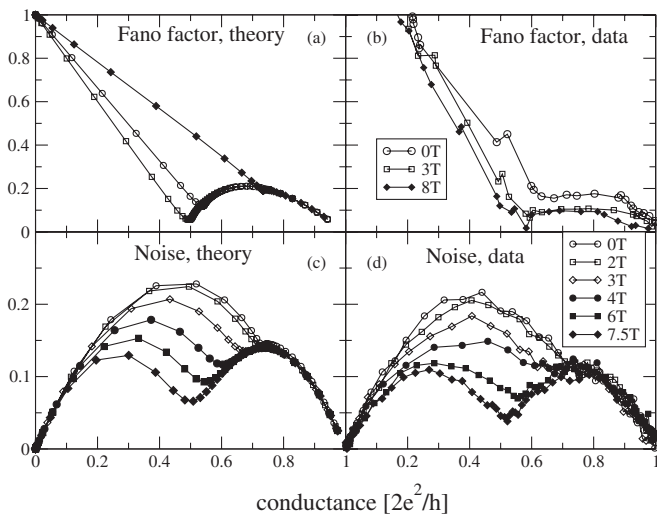 Fano factor, theory (a)
1
0.8
0.6
0.4
0.2
0
(b) Fano factor, data
0T
3T
8T
Noise, theory (c)
0.2
0.1
0
(d) Noise, data
0T
2T
3T
4T
6T
7.5T
0 0.2 0.4 0.6 0.8 1 0.2 0.4 0.6 0.8 1
conductance [2e²/h]